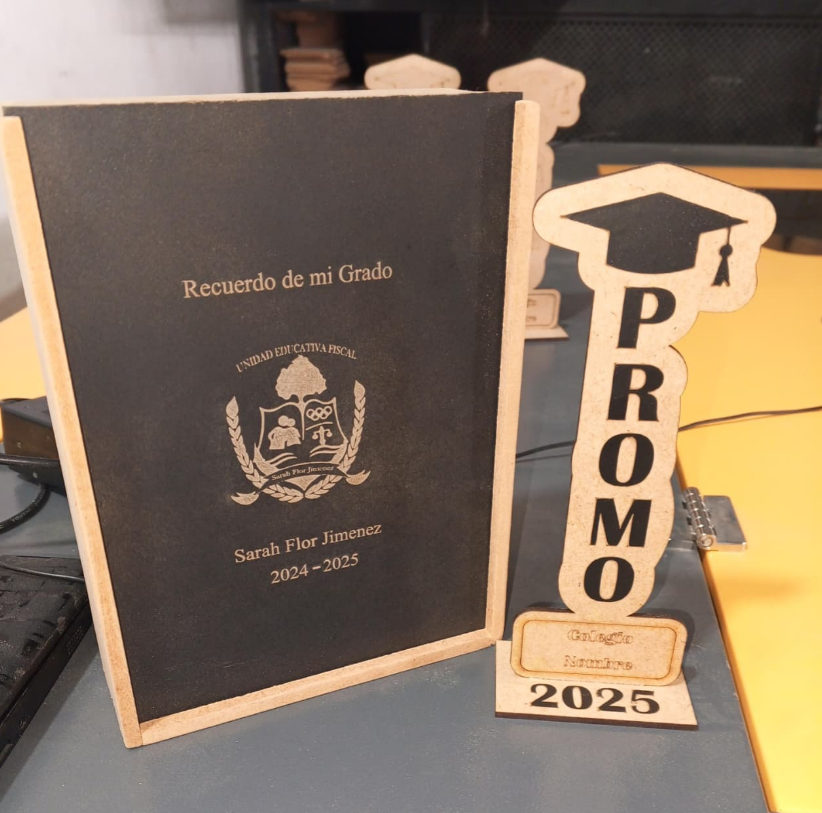 Recuerdo de mi Grado
UNIDAD EDUCATIVA FISCAL
Sarah Flor Jimenez
Sarah Flor Jimenez
2024-2025
PROMO
Colegio
Nombre
2025